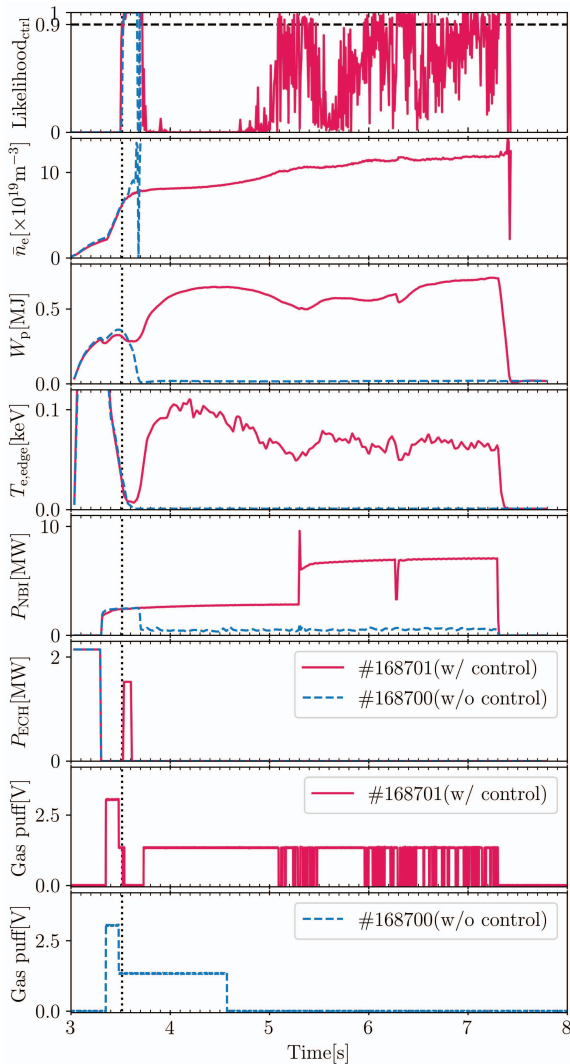 1
0.9
Likelihood_ctrl
0
10
n̄_e[×10^19 m^−3]
0
0.5
W_p[MJ]
0.0
0.1
T_e,edge[keV]
0.0
10
P_NBI[MW]
0
2
P_ECH[MW]
0
#168701(w/ control)
#168700(w/o control)
2.5
Gas puff[V]
0.0
#168701(w/ control)
2.5
Gas puff[V]
0.0
#168700(w/o control)
3 4 5 6 7 8
Time[s]